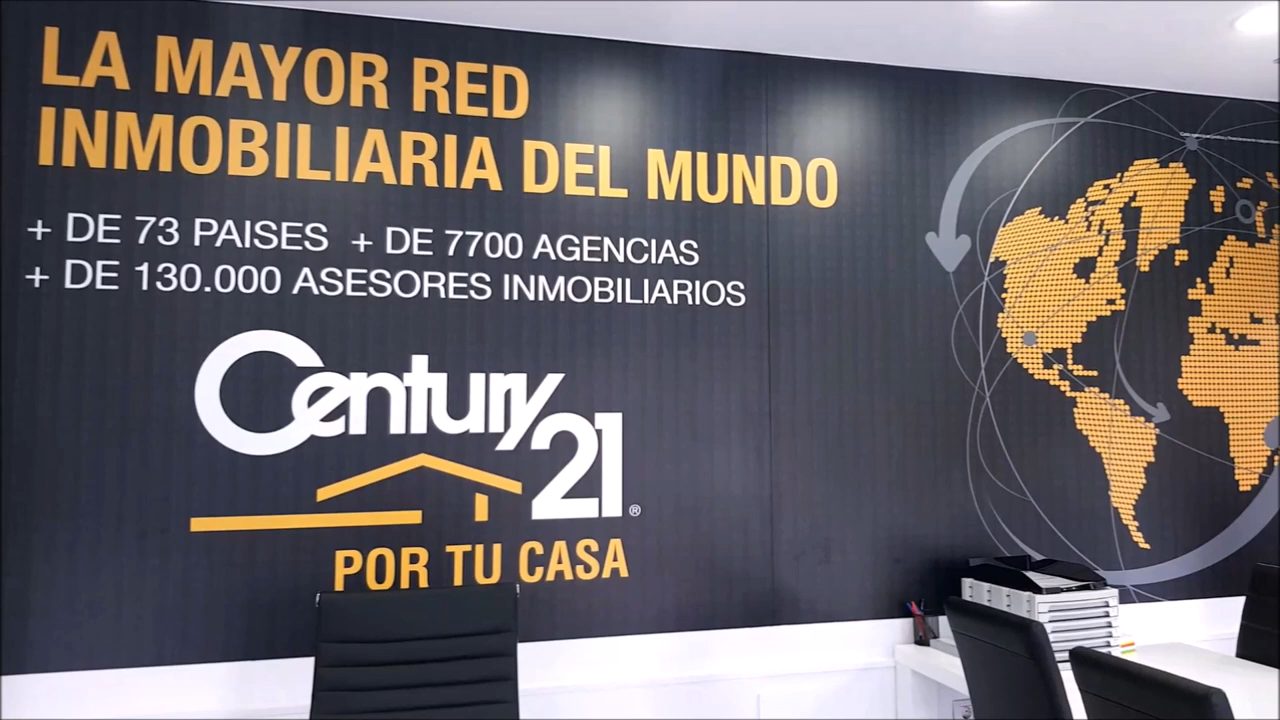 LA MAYOR RED
INMOBILIARIA DEL MUNDO
+ DE 73 PAISES + DE 7700 AGENCIAS
+ DE 130.000 ASESORES INMOBILIARIOS
Century
21®
POR TU CASA